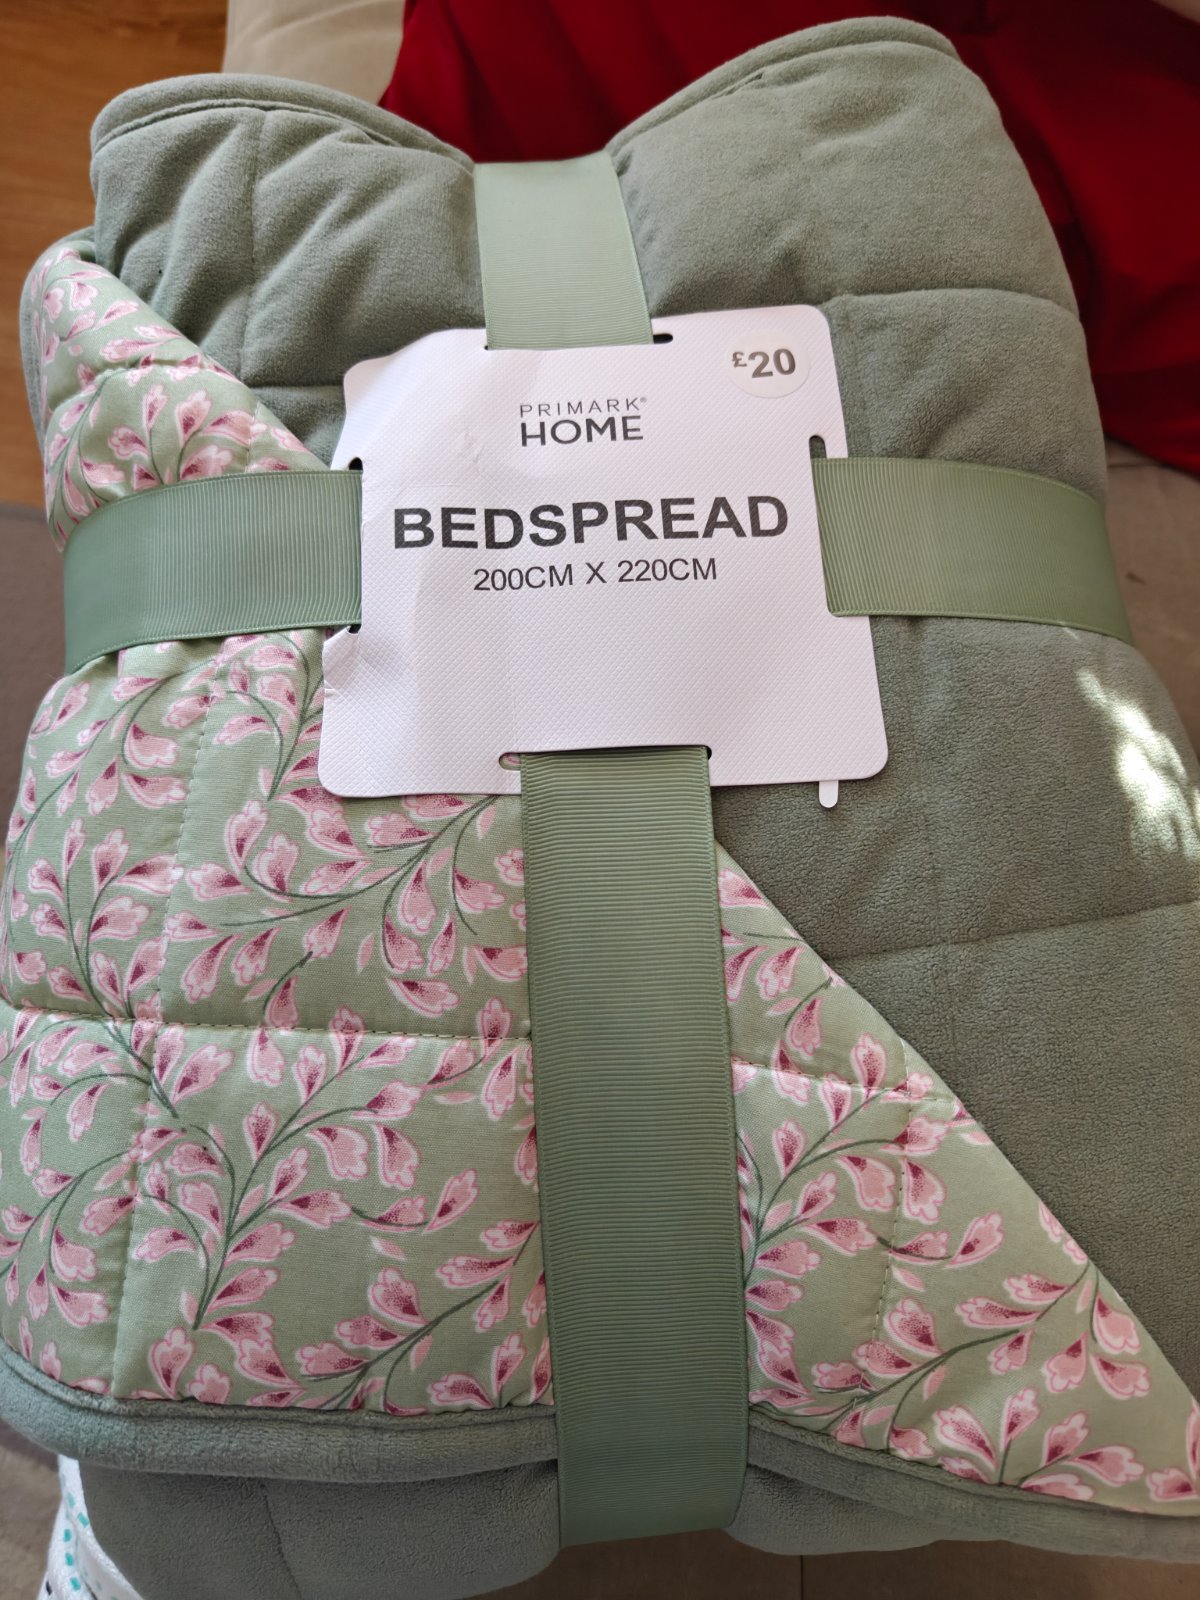 £20
PRIMARK®
HOME
BEDSPREAD
200CM X 220CM